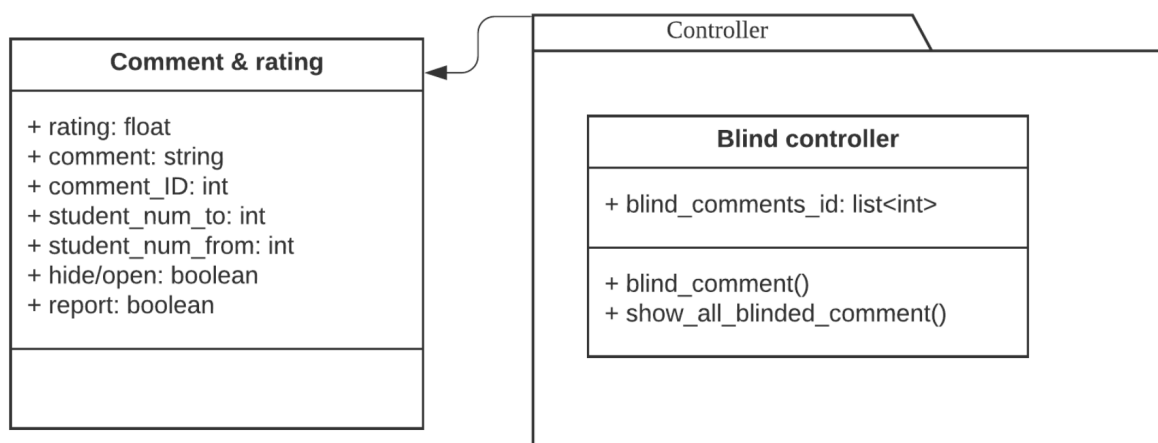 Comment & rating
+ rating: float
+ comment: string
+ comment_ID: int
+ student_num_to: int
+ student_num_from: int
+ hide/open: boolean
+ report: boolean
Controller
Blind controller
+ blind_comments_id: list<int>
+ blind_comment()
+ show_all_blinded_comment()